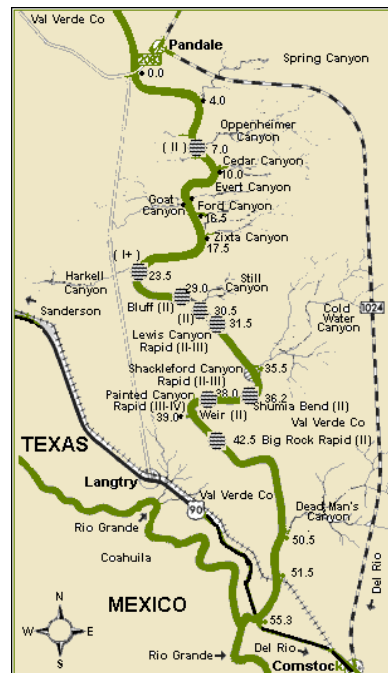 Val Verde Co
Pandale
2083
0.0
Spring Canyon
4.0
Oppenheimer
Canyon
( II )
7.0
Cedar Canyon
10.0
Evert Canyon
Goat
Canyon
Ford Canyon
16.5
Zixta Canyon
17.5
( I+)
Harkell
Canyon
23.5
Still
Canyon
29.0
Bluff (II)
(II)
30.5
31.5
Lewis Canyon
Rapid (II-III)
Sanderson
Cold
Water
Canyon
1024
Shackleford Canyon
Rapid (II-III)
35.5
Painted Canyon
Rapid (III-IV)
38.0
36.2
Shumla Bend (II)
39.0
Weir (II)
Val Verde Co
TEXAS
42.5 Big Rock Rapid (II)
Langtry
Val Verde Co
90
Dead Man's
Canyon
Rio Grande
50.5
Coahuila
51.5
MEXICO
Del Rio
55.3
N
W
E
S
Del Rio
Rio Grande
Comstock